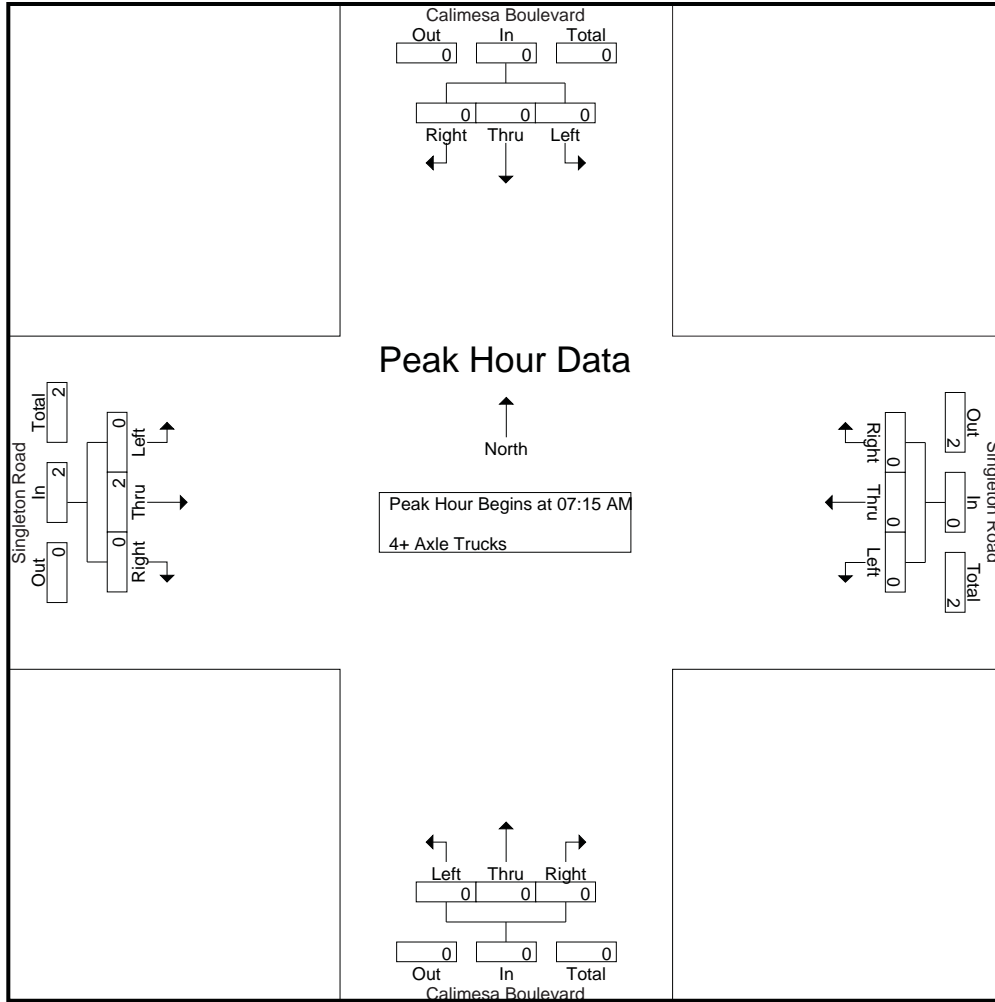 Calimesa Boulevard
Out In Total
0 0 0
0 0 0
Right Thru Left
Peak Hour Data
North
Peak Hour Begins at 07:15 AM
4+ Axle Trucks
Singleton Road
Total In Out
2 2 0
0 2 0
Left Thru Right
Right Thru Left
0 0 0
Out In Total
2 0 2
Singleton Road
Left Thru Right
0 0 0
0 0 0
Out In Total
Calimesa Boulevard